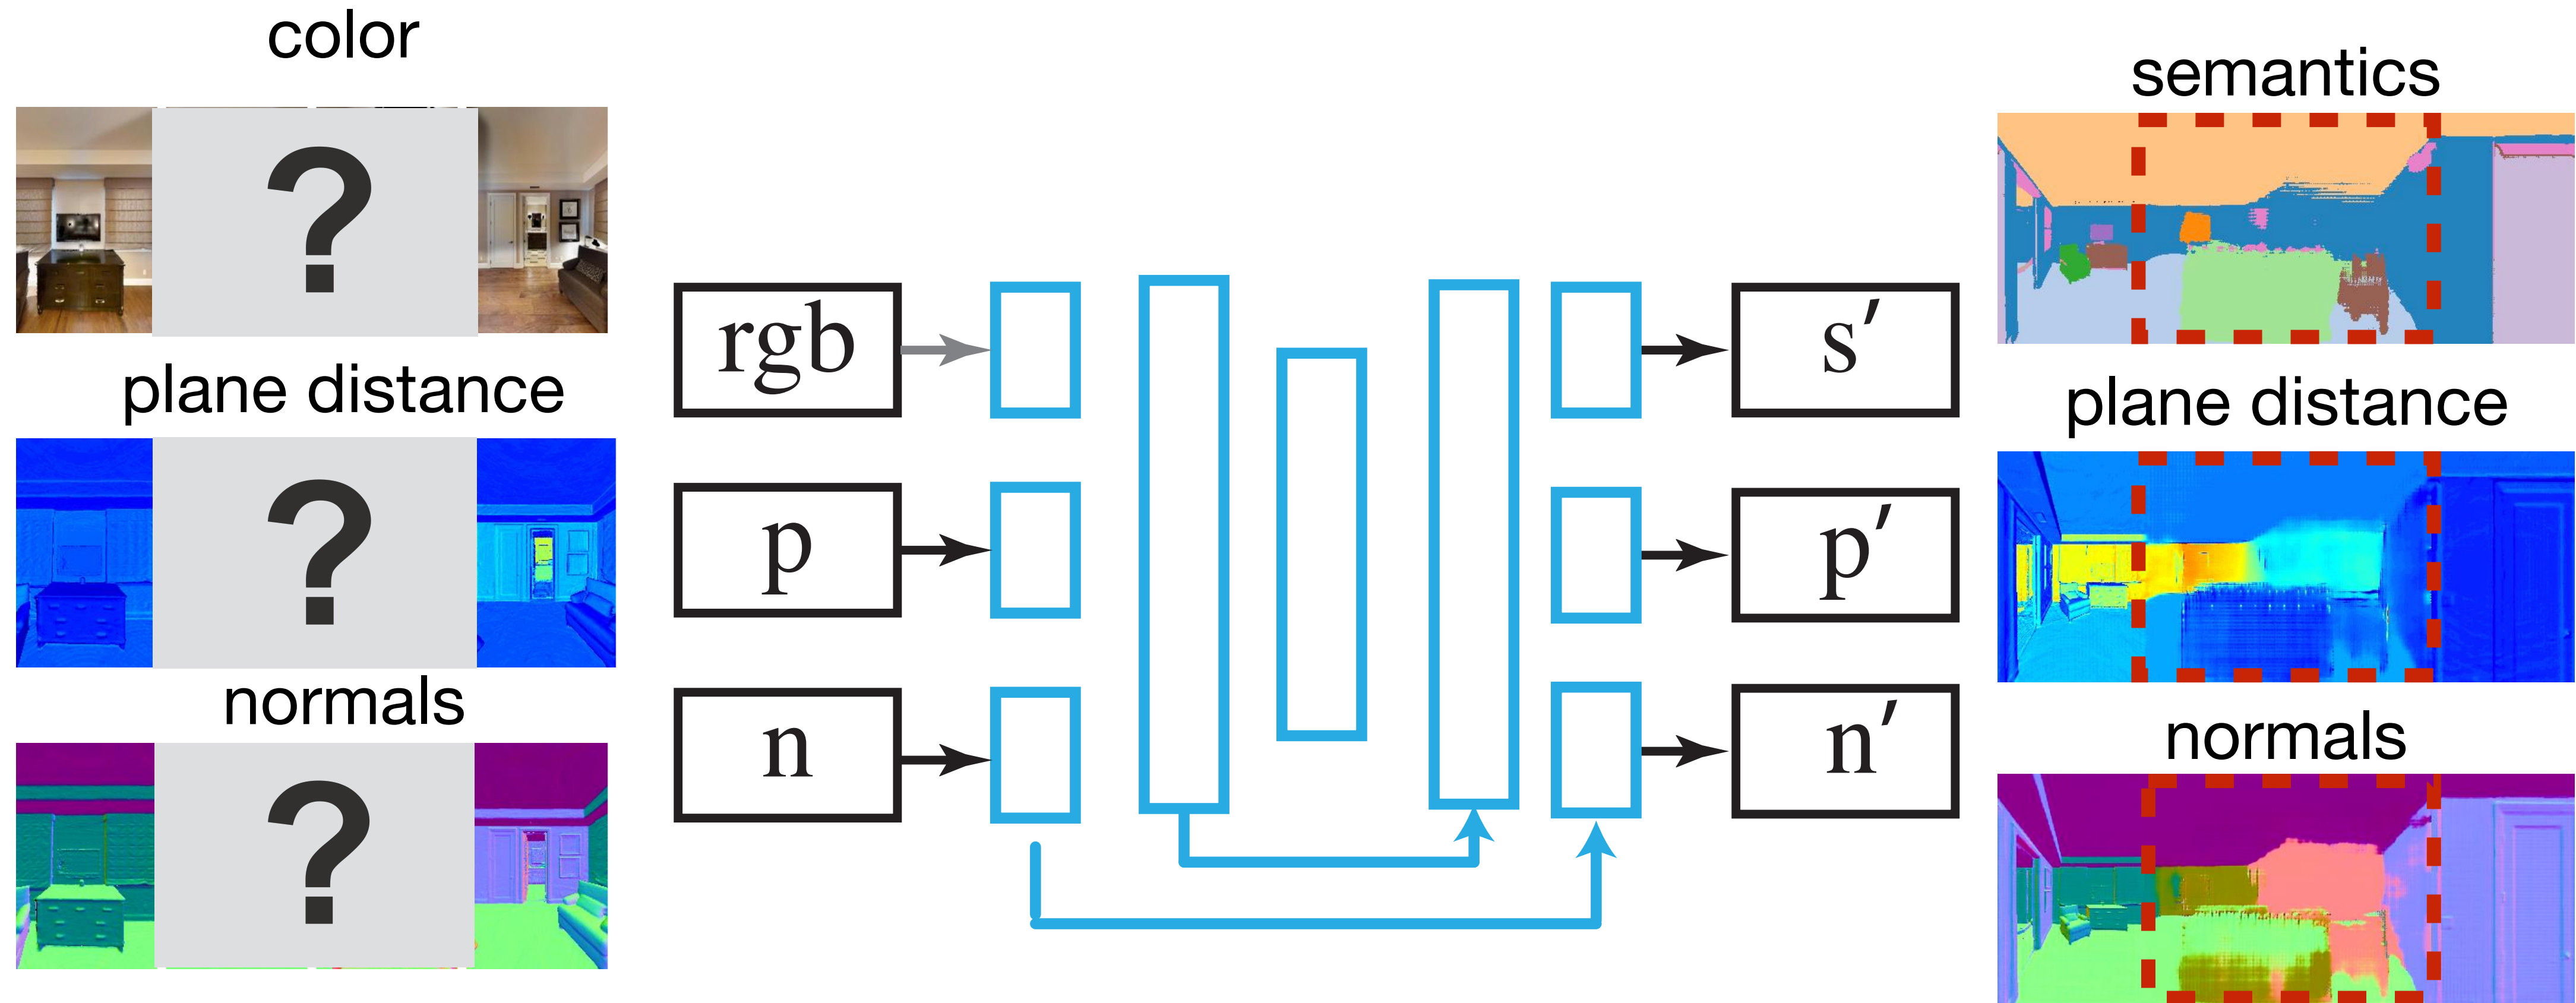 color
?
plane distance
?
normals
?
rgb
p
n
s′
p′
n′
semantics
plane distance
normals